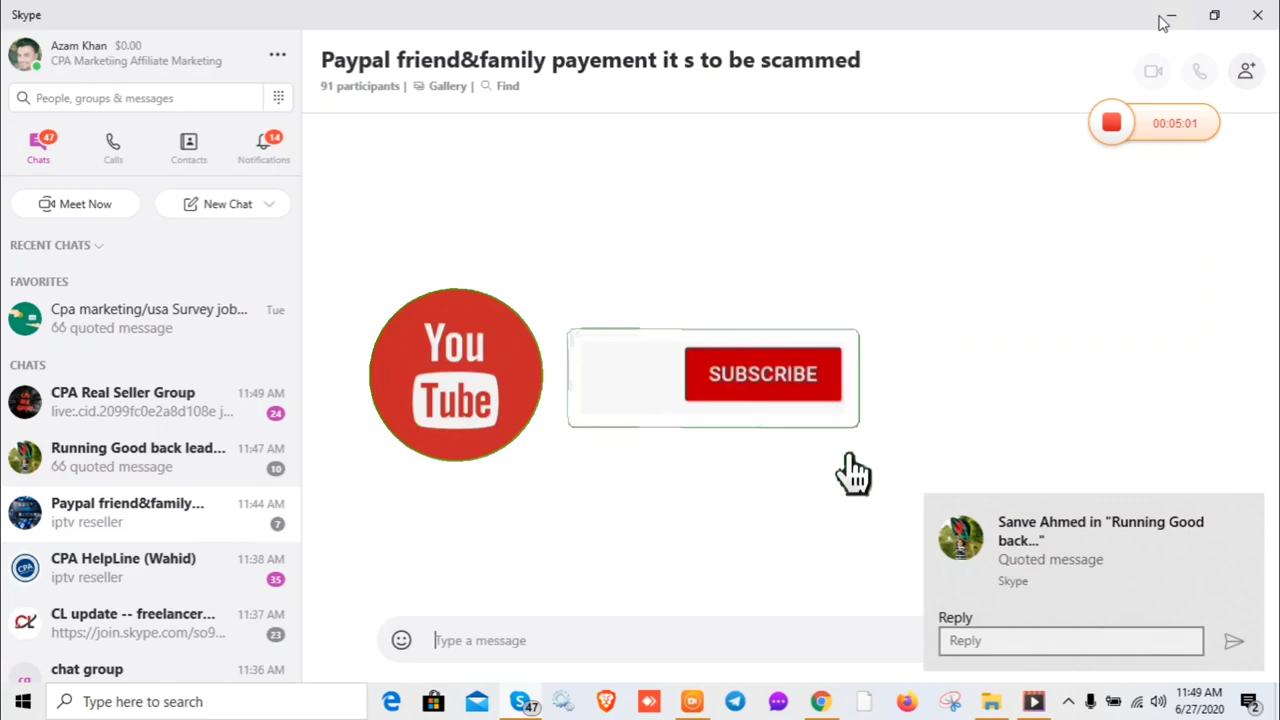 Skype
Azam Khan $0.00
CPA Marketiing Affiliate Marketing
People, groups & messages
47
14
Chats
Calls
Contacts
Notifications
Meet Now
New Chat
RECENT CHATS
FAVORITES
Cpa marketing/usa Survey job... Tue
66 quoted message
CHATS
CPA Real Seller Group 11:49 AM
live:.cid.2099fc0e2a8d108e j... 24
Running Good back lead... 11:47 AM
66 quoted message 10
Paypal friend&family... 11:44 AM
iptv reseller 7
CPA HelpLine (Wahid) 11:38 AM
iptv reseller 35
CL update -- freelancer... 11:37 AM
https://join.skype.com/so9... 23
chat group 11:36 AM
Paypal friend&family payement it s to be scammed
91 participants | Gallery | Find
00:05:01
You
Tube
SUBSCRIBE
Type a message
Sanve Ahmed in "Running Good
back..."
Quoted message
Skype
Reply
Reply
Type here to search
47
11:49 AM
6/27/2020
2